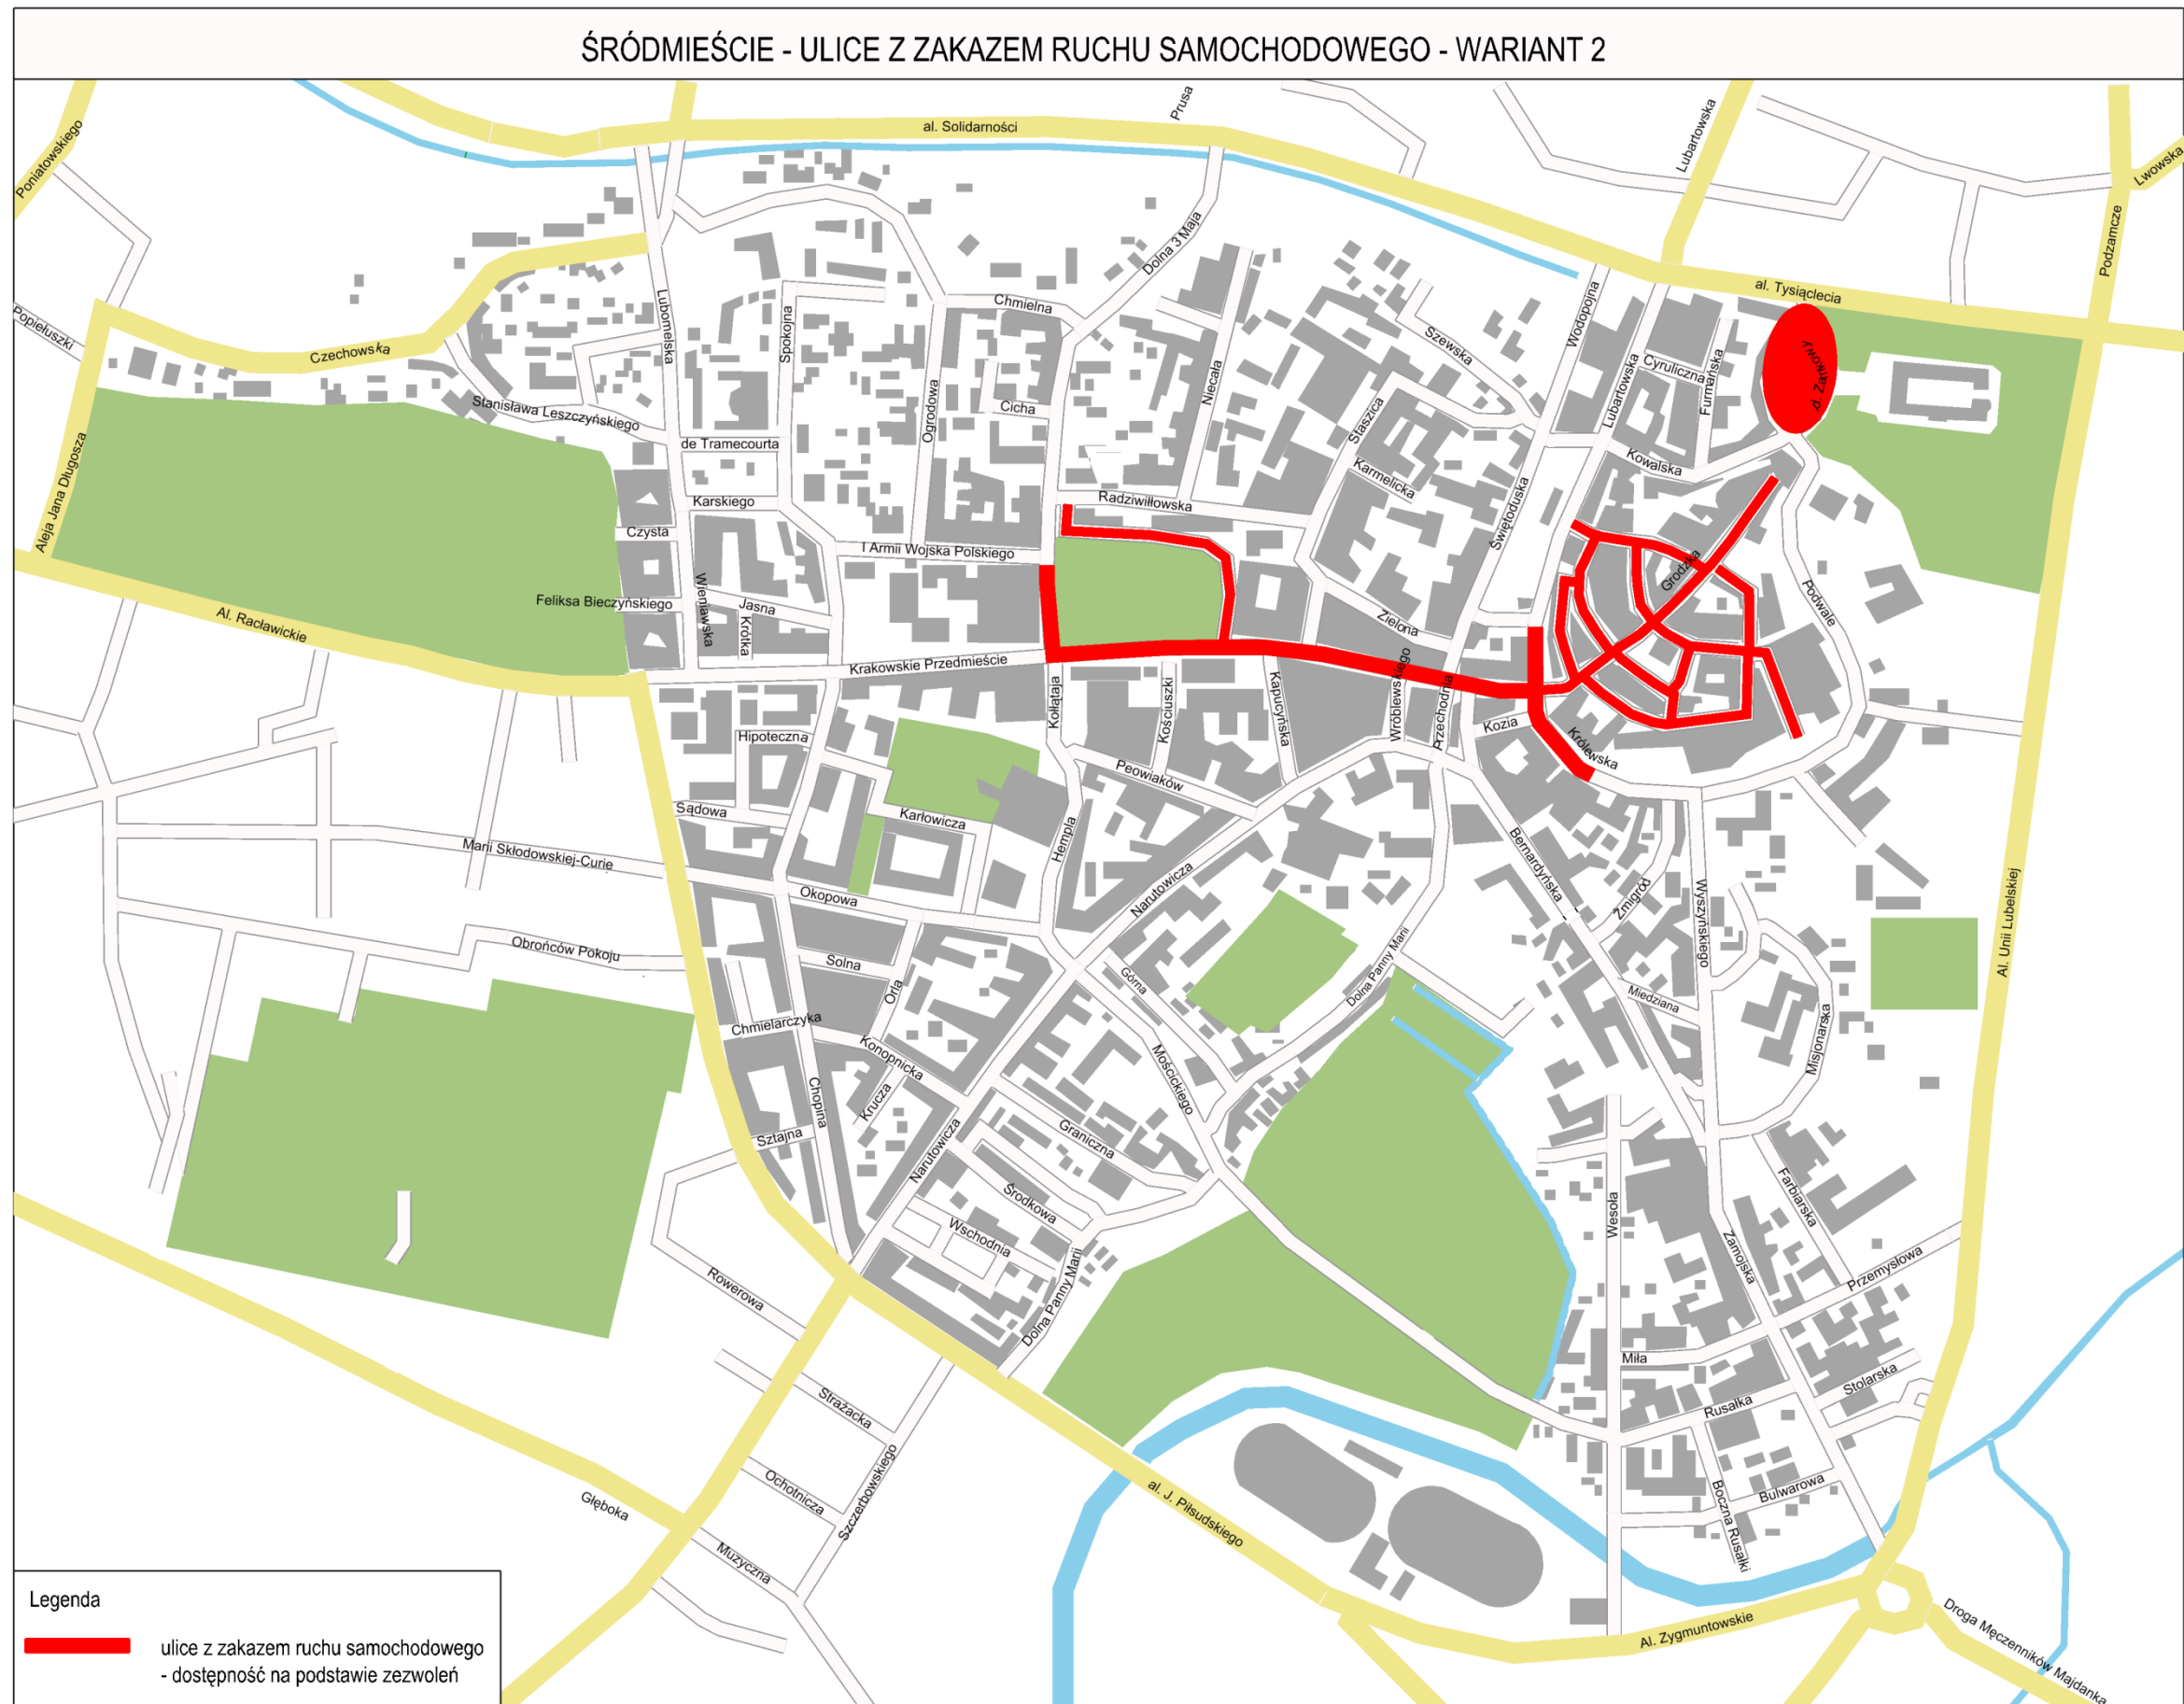 ŚRÓDMIEŚCIE - ULICE Z ZAKAZEM RUCHU SAMOCHODOWEGO - WARIANT 2
Poniatowskiego
al. Solidarności
Prusa
Lubartowska
Lwowska
Podzamcze
al. Tysiąclecia
Popiełuszki
Czechowska
Lubomelska
Spokojna
Chmielna
Dolna 3 Maja
Niecała
Szewska
Wodopojna
Lubartowska
Cyruliczna
Furmańska
pl. Zamkowy
Stanisława Leszczyńskiego
de Tramecourta
Ogrodowa
Cicha
Staszica
Karmelicka
Kowalska
Aleja Jana Długosza
Karskiego
Radziwiłłowska
Świętoduska
Czysta
I Armii Wojska Polskiego
Grodzka
Podwale
Feliksa Bieczyńskiego
Wieniawska
Jasna
Krótka
Zielona
Al. Racławickie
Krakowskie Przedmieście
Kołłątaja
Kościuszki
Kapucyńska
Wróblewskiego
Przechodnia
Kozia
Królewska
Hipoteczna
Peowiaków
Sądowa
Karłowicza
Hempla
Marii Skłodowskiej-Curie
Okopowa
Narutowicza
Bernardyńska
Żmigród
Wyszyńskiego
Al. Unii Lubelskiej
Obrońców Pokoju
Solna
Orla
Górna
Dolna Panny Marii
Miedziana
Misjonarska
Chmielarczyka
Konopnicka
Krucza
Chopina
Mościckiego
Sztajna
Narutowicza
Graniczna
Środkowa
Wschodnia
Dolna Panny Marii
Wesoła
Farbiarska
Zamojska
Przemysłowa
Rowerowa
Miła
Stolarska
Rusałka
Strażacka
Szczerbowskiego
Ochotnicza
Głęboka
Muzyczna
al. J. Piłsudskiego
Boczna Rusałki
Bulwarowa
Al. Zygmuntowskie
Droga Męczenników Majdanka
Legenda
ulice z zakazem ruchu samochodowego
- dostępność na podstawie zezwoleń